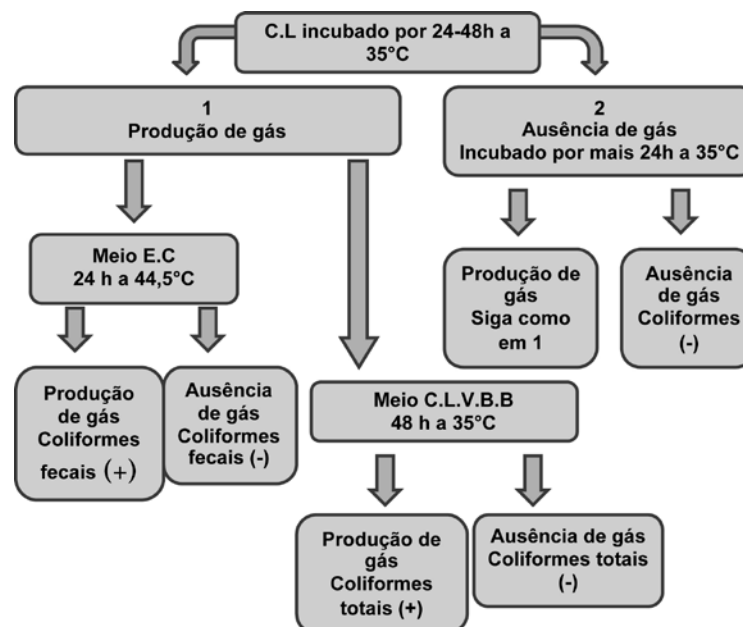 C.L incubado por 24-48h a
35°C
1
Produção de gás
2
Ausência de gás
Incubado por mais 24h a 35°C
Meio E.C
24 h a 44,5°C
Produção de
gás
Siga como
em 1
Ausência
de gás
Coliformes
(-)
Produção
de gás
Coliformes
fecais (+)
Ausência
de gás
Coliformes
fecais (-)
Meio C.L.V.B.B
48 h a 35°C
Produção de
gás
Coliformes
totais (+)
Ausência de gás
Coliformes totais
(-)